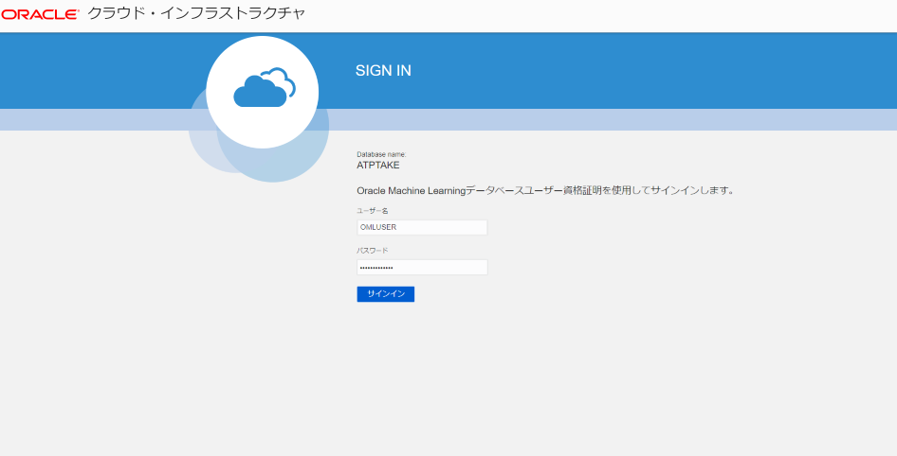 ORACLE クラウド・インフラストラクチャ
SIGN IN
Database name:
ATPTAKE
Oracle Machine Learningデータベースユーザー資格証明を使用してサインインします。
ユーザー名
OMLUSER
パスワード
•••••••••••••
サインイン